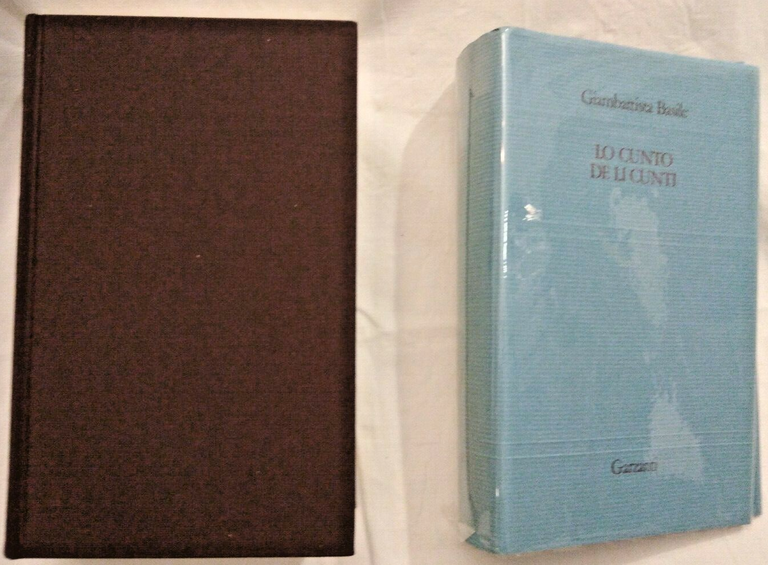 Giambattista Basile
LO CUNTO
DE LI CUNTI
Garzanti